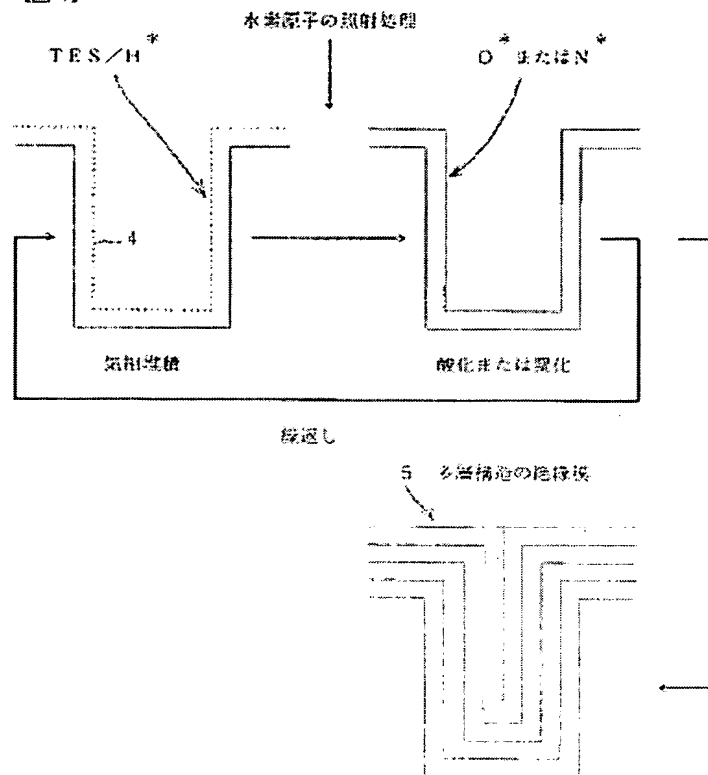 水素原子の照射処理
TES/H*
O*またはN*
4
気相堆積
酸化または窒化
繰返し
5 多層構造の絶縁膜